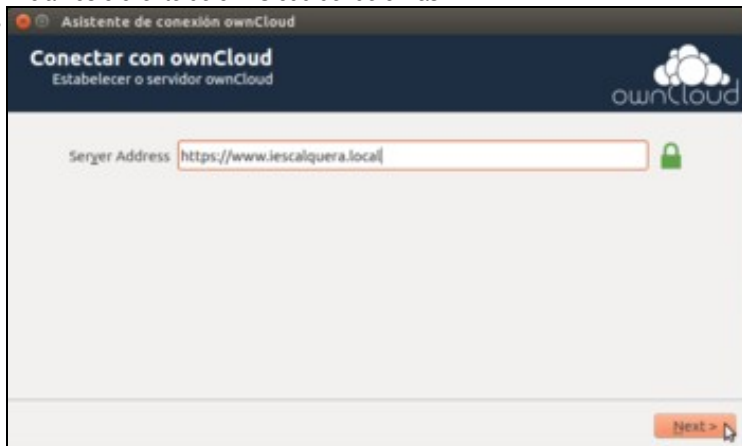 Asistente de conexión ownCloud
Conectar con ownCloud
Estabelecer o servidor ownCloud
ownCloud
Server Address https://www.iescalquera.local
Next >